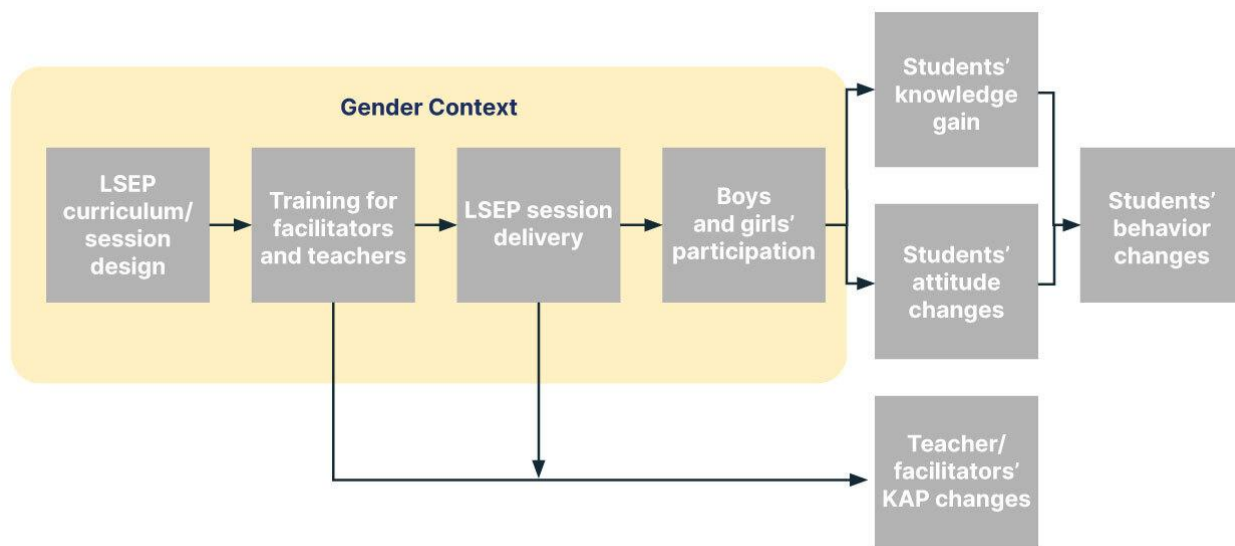 Gender Context
LSEP
curriculum/
session
design
Training for
facilitators
and teachers
LSEP session
delivery
Boys
and girls’
participation
Students’
knowledge
gain
Students’
attitude
changes
Students’
behavior
changes
Teacher/
facilitators’
KAP changes